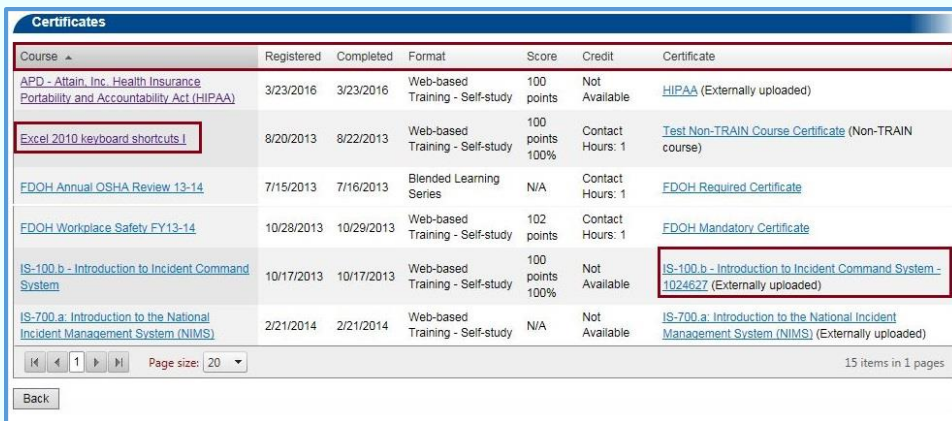 Certificates
Course Registered Completed Format Score Credit Certificate
APD - Attain, Inc. Health Insurance
Portability and Accountability Act (HIPAA)
3/23/2016 3/23/2016
Web-based
Training - Self-study
100
points
Not
Available
HIPAA (Externally uploaded)
Excel 2010 keyboard shortcuts I
8/20/2013 8/22/2013
Web-based
Training - Self-study
100
points
100%
Contact
Hours: 1
Test Non-TRAIN Course Certificate (Non-TRAIN
course)
FDOH Annual OSHA Review 13-14
7/15/2013 7/16/2013
Blended Learning
Series
N/A
Contact
Hours: 1
FDOH Required Certificate
FDOH Workplace Safety FY13-14
10/28/2013 10/29/2013
Web-based
Training - Self-study
102
points
Contact
Hours: 1
FDOH Mandatory Certificate
IS-100.b - Introduction to Incident Command
System
10/17/2013 10/17/2013
Web-based
Training - Self-study
100
points
100%
Not
Available
IS-100.b - Introduction to Incident Command System -
1024627 (Externally uploaded)
IS-700.a: Introduction to the National
Incident Management System (NIMS)
2/21/2014 2/21/2014
Web-based
Training - Self-study
N/A
Not
Available
IS-700.a: Introduction to the National Incident
Management System (NIMS) (Externally uploaded)
1 Page size: 20 15 items in 1 pages
Back